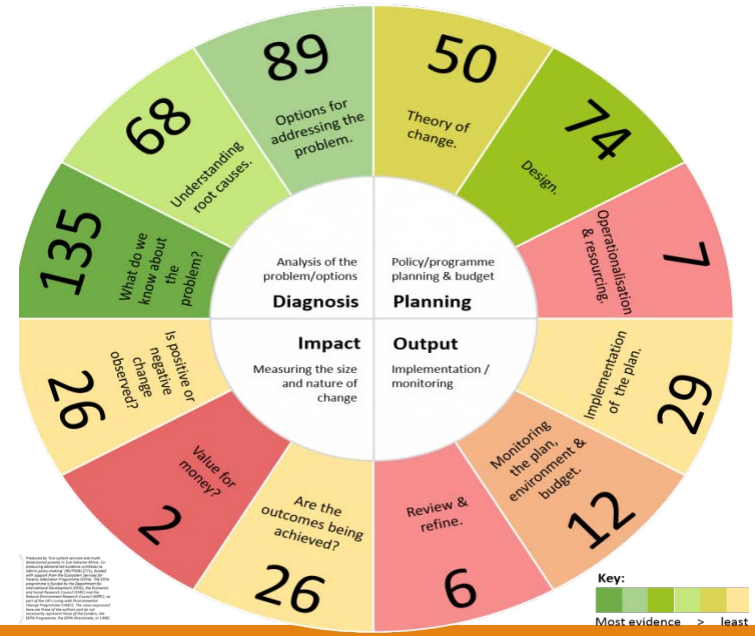 89
Options for
addressing the
problem.
50
Theory of
change.
74
Design.
7
Operationalisation
& resourcing.
29
Implementation
of the plan.
12
Monitoring
the plan,
environment &
budget.
6
Review &
refine.
26
Are the
outcomes being
achieved?
2
Value for
money?
26
Is positive or
negative
change
observed?
135
What do we
know about
the
problem?
68
Understanding
root causes.
Analysis of the
problem/options
Diagnosis
Policy/programme
planning & budget
Planning
Impact
Measuring the size
and nature of
change
Output
Implementation /
monitoring
Key:
Most evidence > least